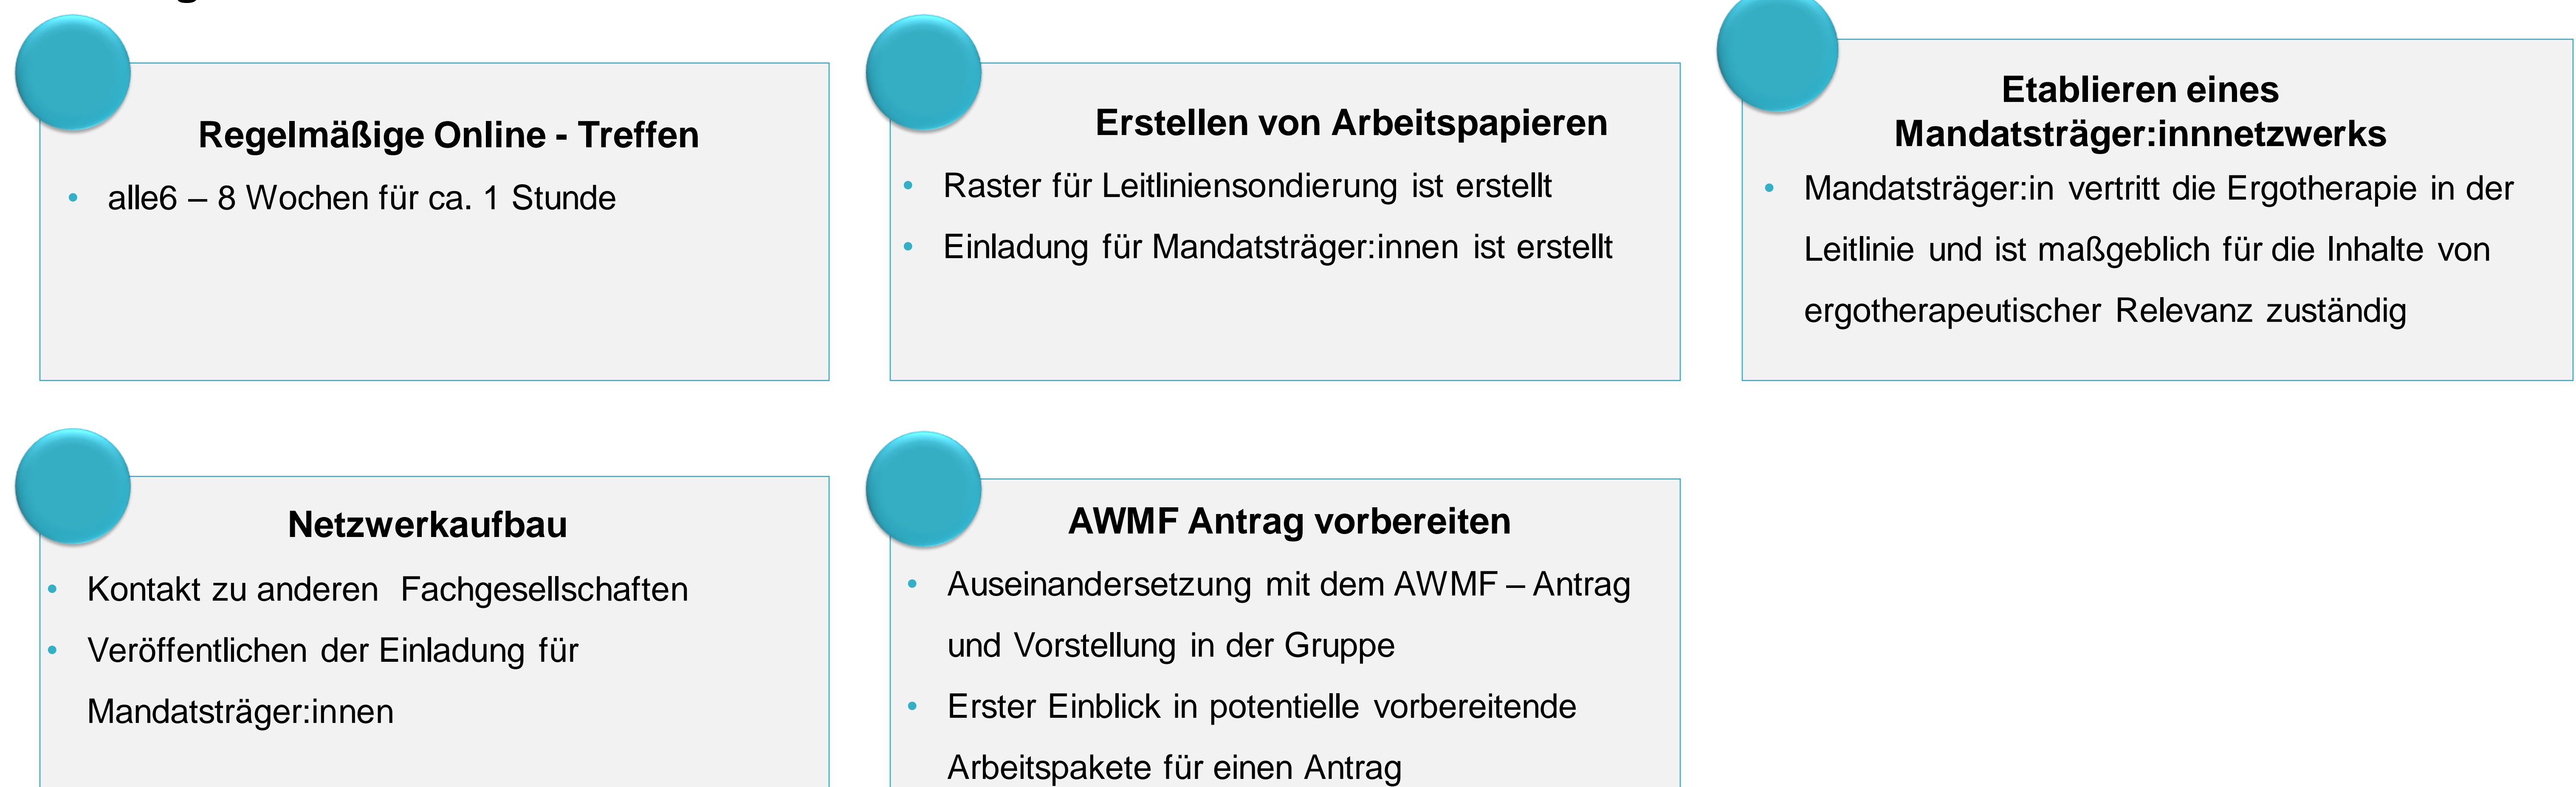 Regelmäßige Online - Treffen
• alle6 – 8 Wochen für ca. 1 Stunde
Erstellen von Arbeitspapieren
• Raster für Leitliniensondierung ist erstellt
• Einladung für Mandatsträger:innen ist erstellt
Etablieren eines
Mandatsträger:innnetzwerks
• Mandatsträger:in vertritt die Ergotherapie in der
Leitlinie und ist maßgeblich für die Inhalte von
ergotherapeutischer Relevanz zuständig
Netzwerkaufbau
• Kontakt zu anderen Fachgesellschaften
• Veröffentlichen der Einladung für
Mandatsträger:innen
AWMF Antrag vorbereiten
• Auseinandersetzung mit dem AWMF – Antrag
und Vorstellung in der Gruppe
• Erster Einblick in potentielle vorbereitende
Arbeitspakete für einen Antrag